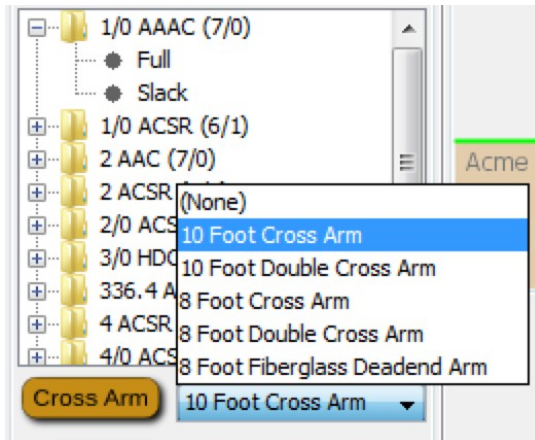 1/0 AAAC (7/0)
Full
Slack
1/0 ACSR (6/1)
2 AAC (7/0)
2 ACSR
2/0 ACS
3/0 HDC
336.4 A
4 ACSR
4/0 ACS
(None)
10 Foot Cross Arm
10 Foot Double Cross Arm
8 Foot Cross Arm
8 Foot Double Cross Arm
8 Foot Fiberglass Deadend Arm
Acme
Cross Arm
10 Foot Cross Arm